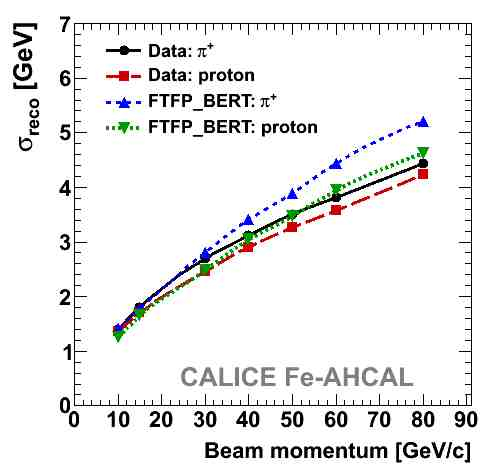 σreco [GeV]
7
6
5
4
3
2
1
0
Data: π+
Data: proton
FTFP_BERT: π+
FTFP_BERT: proton
CALICE Fe-AHCAL
0 10 20 30 40 50 60 70 80 90
Beam momentum [GeV/c]